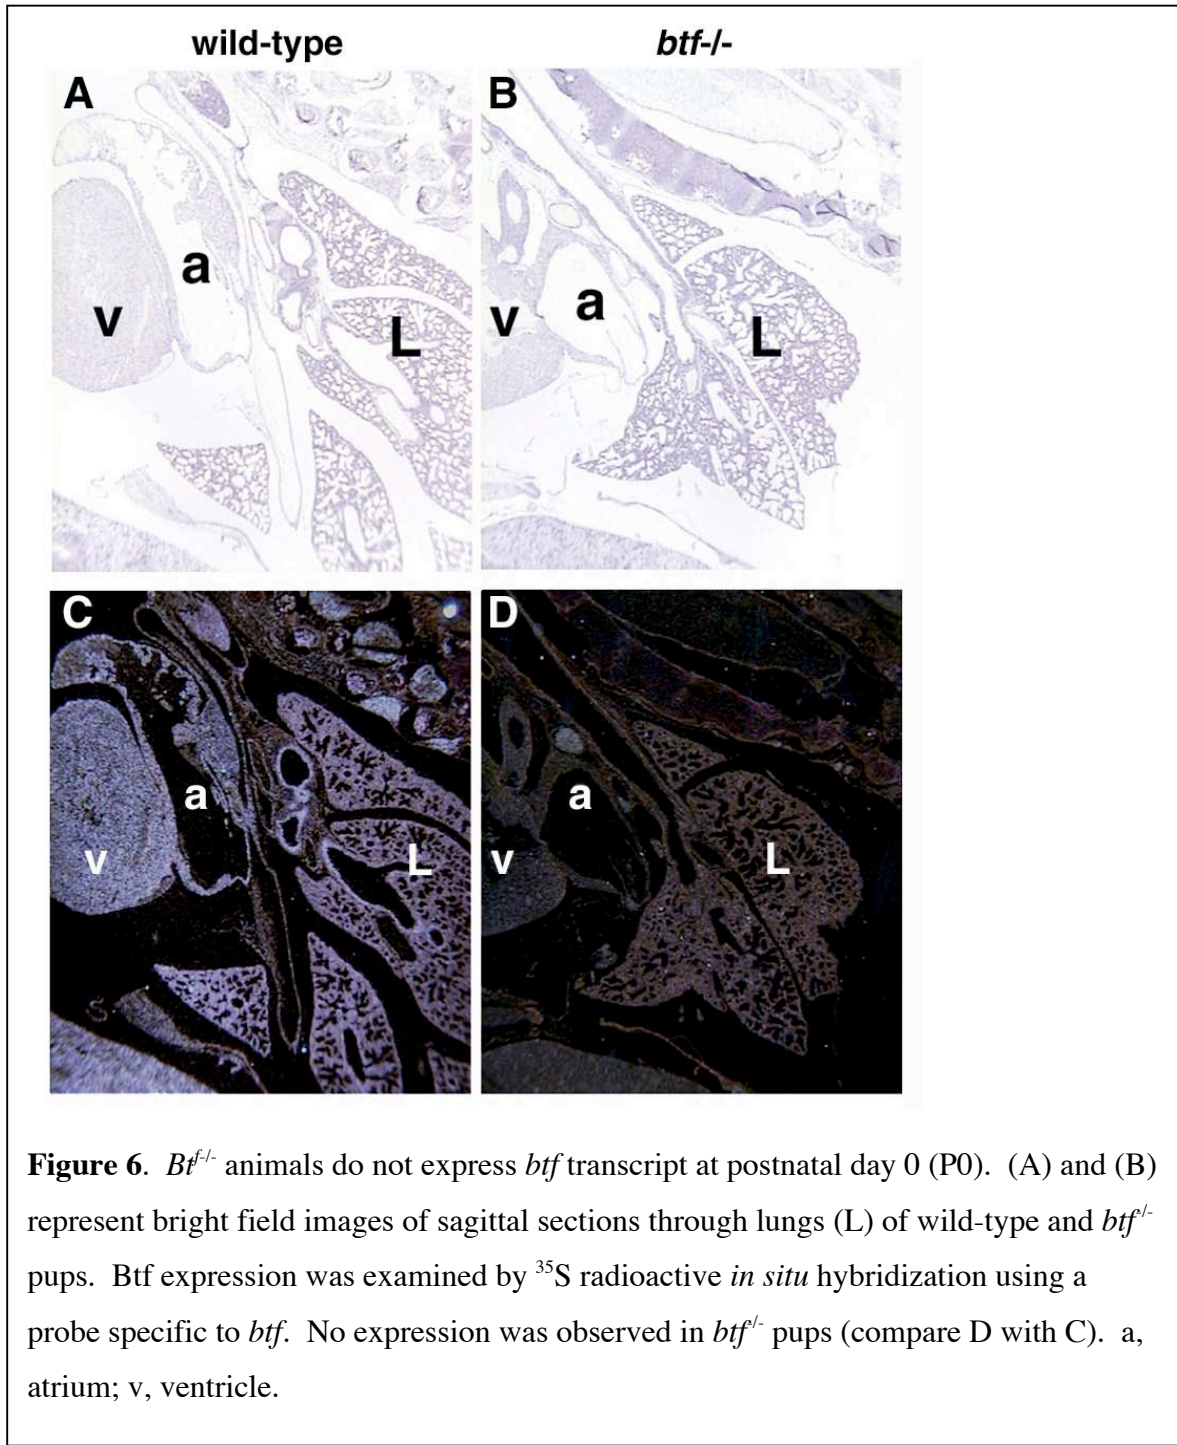 wild-type btf-/-
A B
a a
v v
L L
C D
a a
v v
L L
Figure 6. Btf-/- animals do not express btf transcript at postnatal day 0 (P0). (A) and (B)
represent bright field images of sagittal sections through lungs (L) of wild-type and btf-/-
pups. Btf expression was examined by 35S radioactive in situ hybridization using a
probe specific to btf. No expression was observed in btf-/- pups (compare D with C). a,
atrium; v, ventricle.